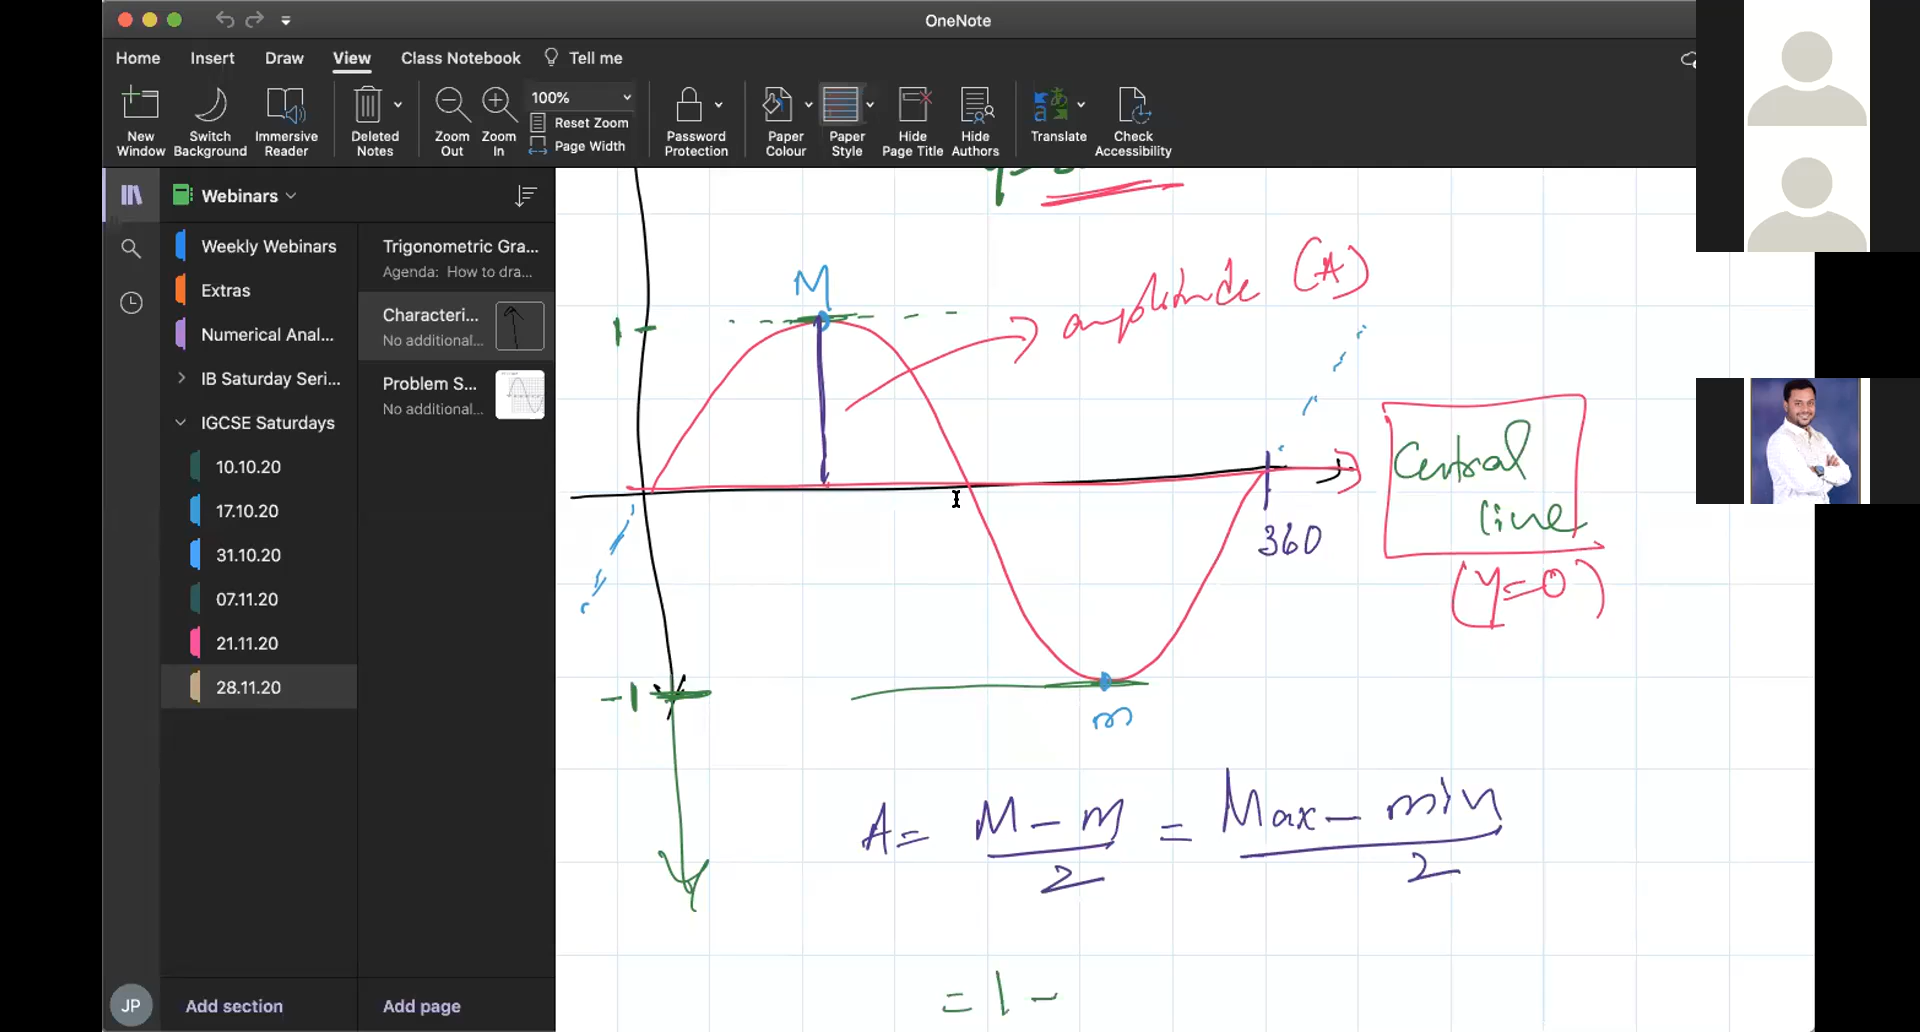 OneNote
Home Insert Draw View Class Notebook Tell me
New Window
Switch Background
Immersive Reader
Deleted Notes
Zoom Out
Zoom In
100%
Reset Zoom
Page Width
Password Protection
Paper Colour
Paper Style
Hide Page Title
Hide Authors
Translate
Check Accessibility
Webinars
Weekly Webinars
Extras
Numerical Anal...
IB Saturday Seri...
IGCSE Saturdays
10.10.20
17.10.20
31.10.20
07.11.20
21.11.20
28.11.20
Trigonometric Gra...
Agenda: How to dra...
Characteri...
No additional...
Problem S...
No additional...
JP
Add section
Add page
M
amplitude (A)
1
Central
line
360
(y=0)
-1
m
A = M - m / 2 = Max - min / 2
= 1 -